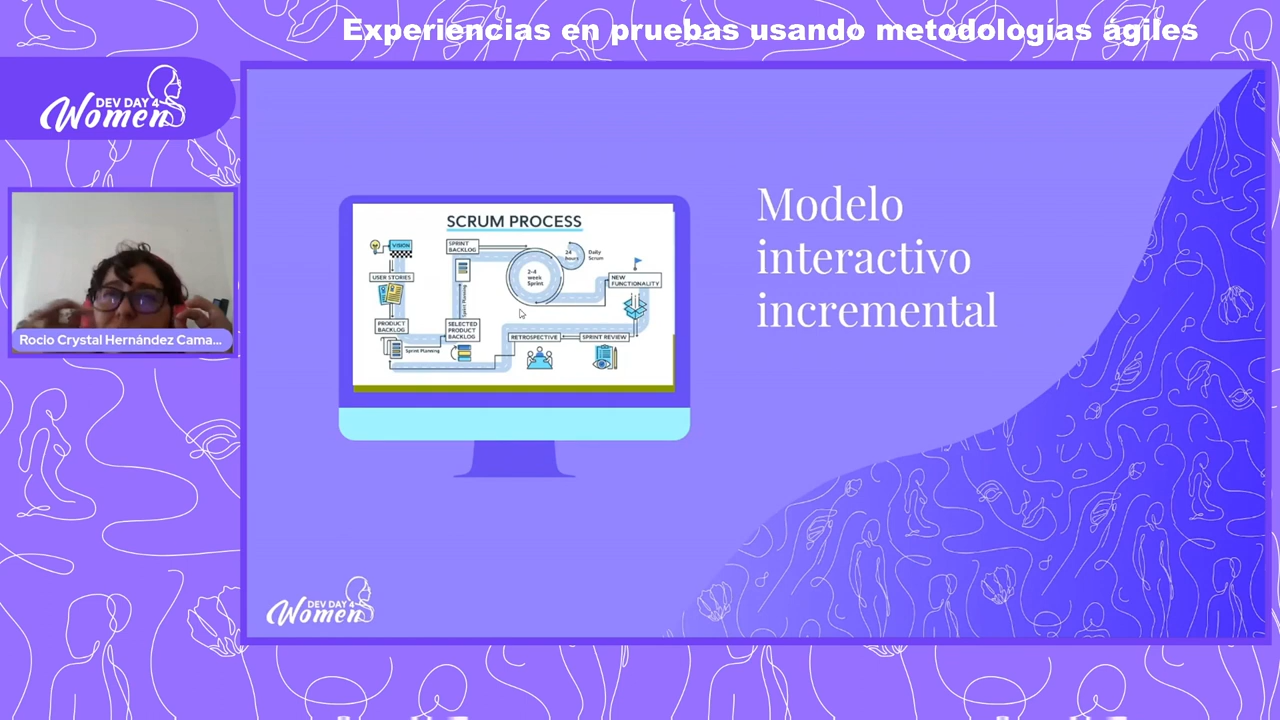 Experiencias en pruebas usando metodologías ágiles
DEV DAY 4
Women
Rocio Crystal Hernández Cama...
SCRUM PROCESS
VISION
USER STORIES
PRODUCT
BACKLOG
Sprint Planning
SPRINT
BACKLOG
Sprint Planning
SELECTED
PRODUCT
BACKLOG
2-4
week
Sprint
24
hours
Daily
Scrum
NEW
FUNCTIONALITY
SPRINT REVIEW
RETROSPECTIVE
Modelo
interactivo
incremental
DEV DAY 4
Women